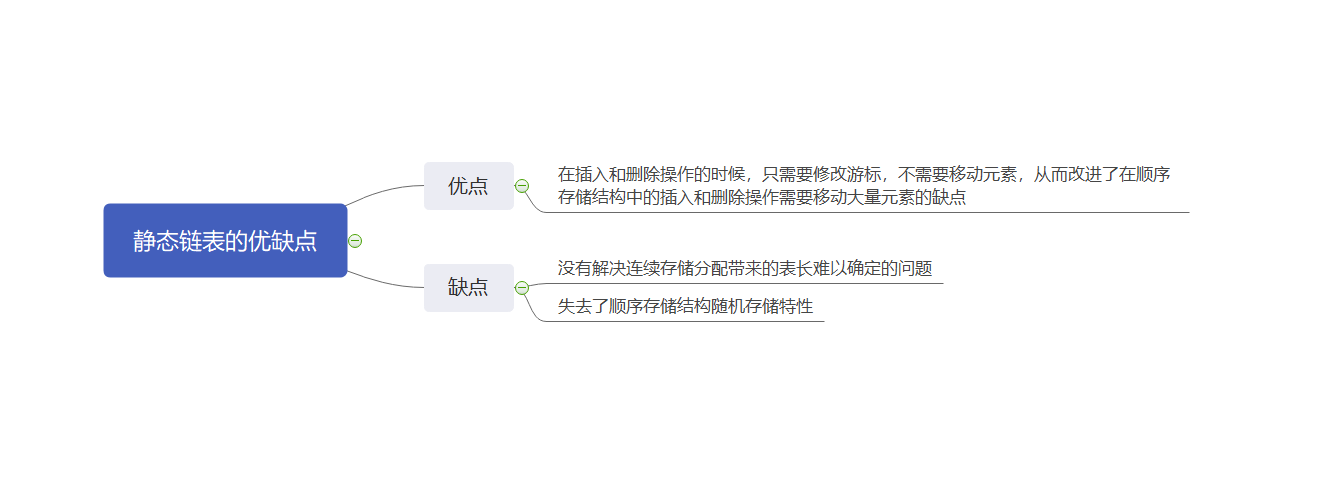 静态链表的优缺点
优点
在插入和删除操作的时候，只需要修改游标，不需要移动元素，从而改进了在顺序
存储结构中的插入和删除操作需要移动大量元素的缺点
缺点
没有解决连续存储分配带来的表长难以确定的问题
失去了顺序存储结构随机存储特性